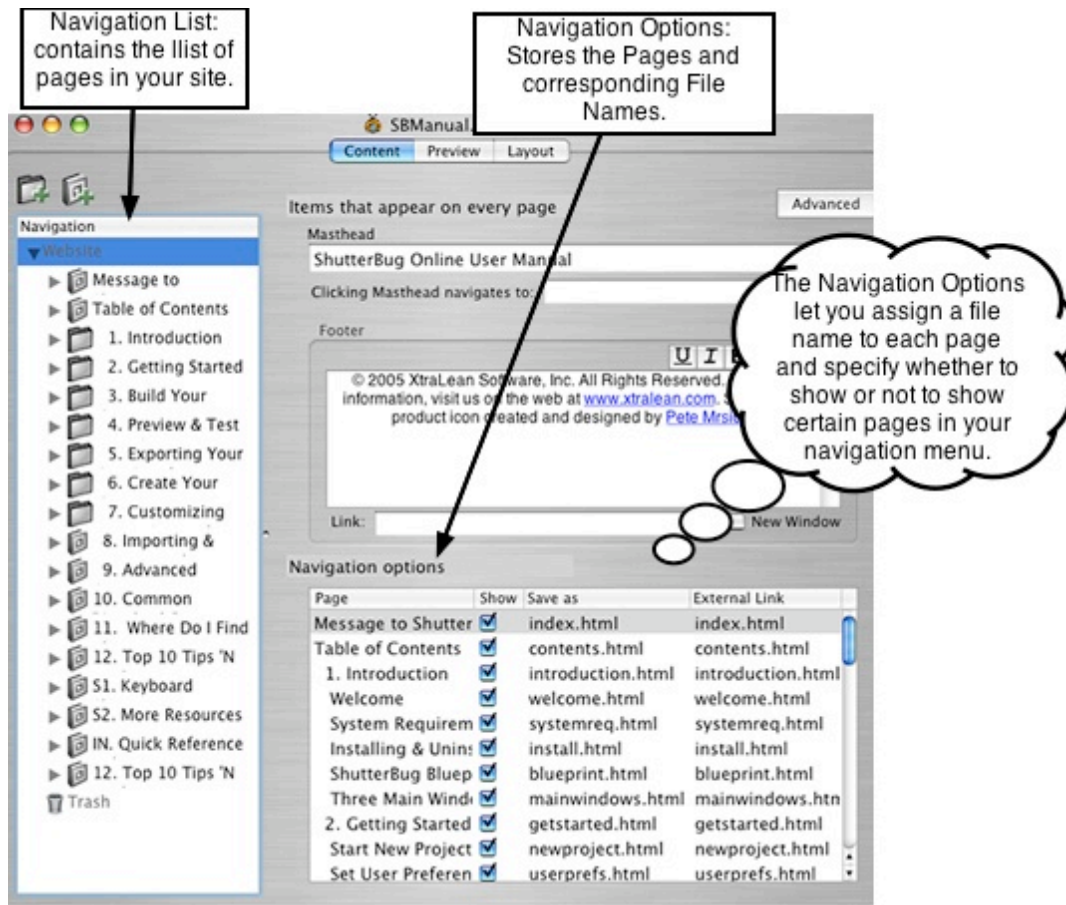 Navigation List:
contains the llist of
pages in your site.
Navigation Options:
Stores the Pages and
corresponding File
Names.
SBManual.
Content Preview Layout
Navigation
Website
Message to
Table of Contents
1. Introduction
2. Getting Started
3. Build Your
4. Preview & Test
5. Exporting Your
6. Create Your
7. Customizing
8. Importing &
9. Advanced
10. Common
11. Where Do I Find
12. Top 10 Tips 'N
S1. Keyboard
S2. More Resources
IN. Quick Reference
12. Top 10 Tips 'N
Trash
Items that appear on every page
Advanced
Masthead
ShutterBug Online User Manual
Clicking Masthead navigates to:
Footer
U I
© 2005 XtraLean Software, Inc. All Rights Reserved.
information, visit us on the web at www.xtralean.com.
product icon created and designed by Pete
Link: New Window
The Navigation Options
let you assign a file
name to each page
and specify whether to
show or not to show
certain pages in your
navigation menu.
Navigation options
Page Show Save as External Link
Message to Shutter index.html index.html
Table of Contents contents.html contents.html
1. Introduction introduction.html introduction.html
Welcome welcome.html welcome.html
System Requirem systemreq.html systemreq.html
Installing & Unins install.html install.html
ShutterBug Bluep blueprint.html blueprint.html
Three Main Wind mainwindows.html mainwindows.htn
2. Getting Started getstarted.html getstarted.html
Start New Project newproject.html newproject.html
Set User Preferen userprefs.html userprefs.html